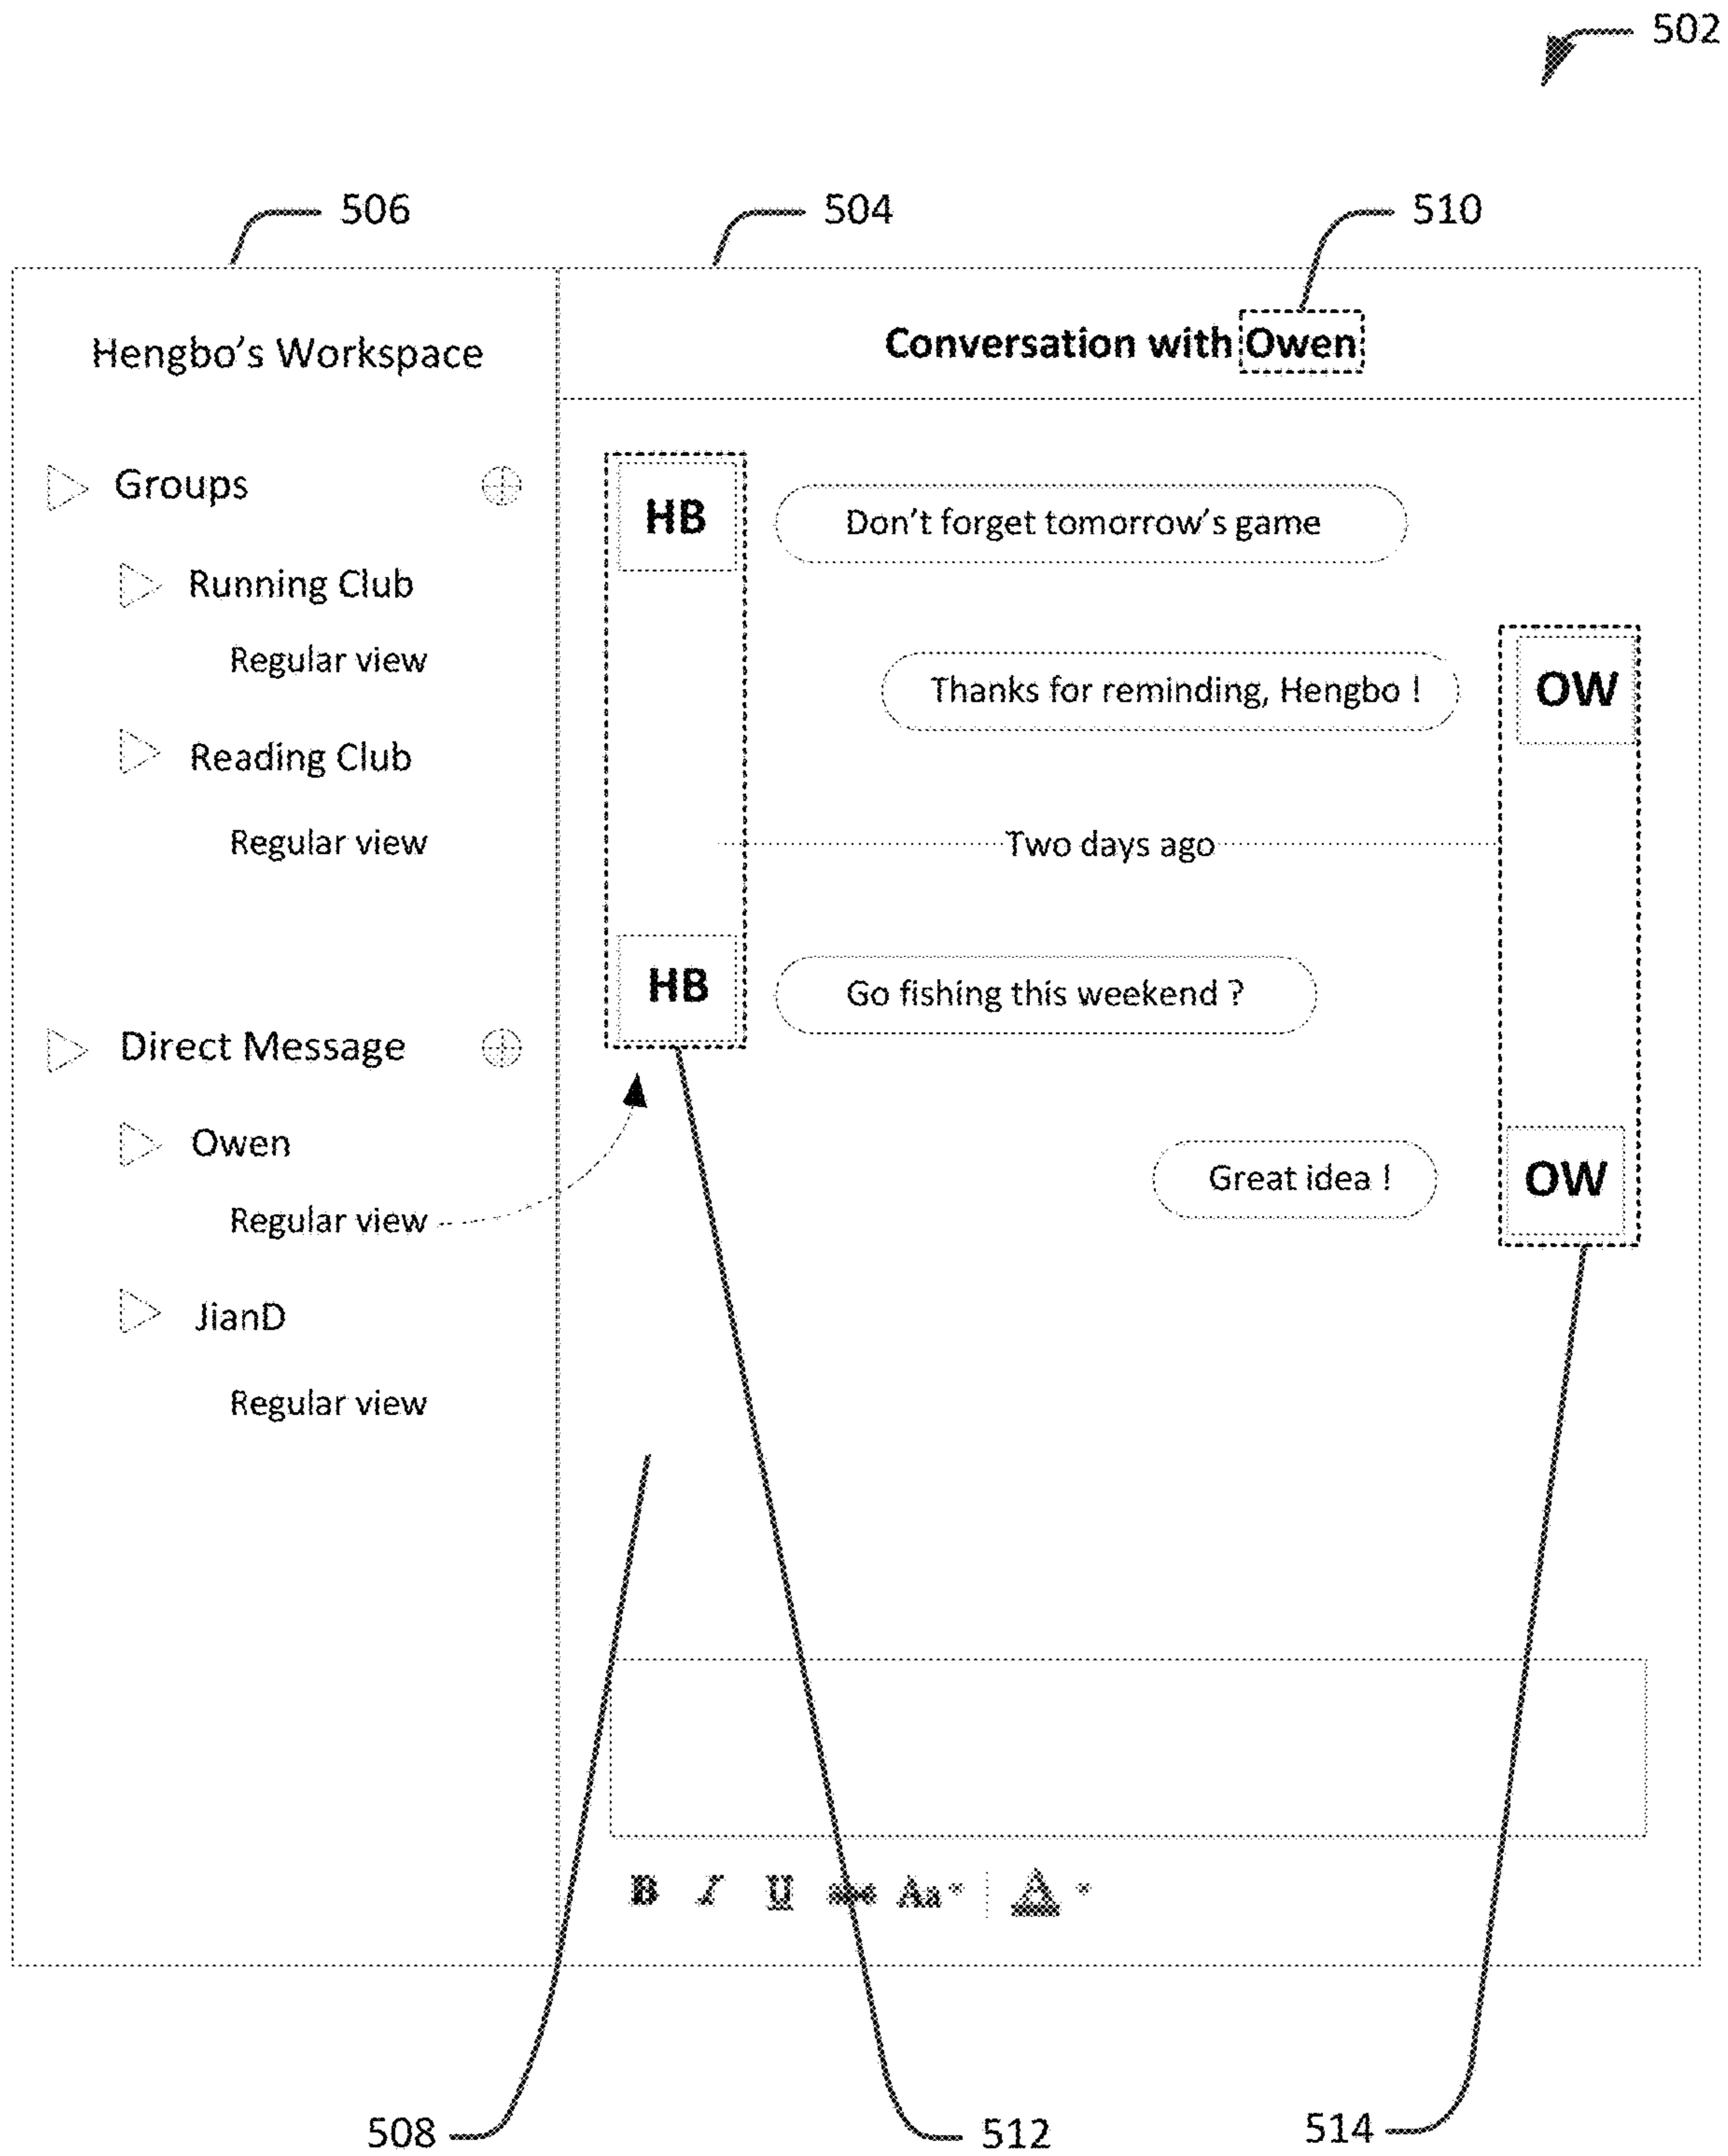 502
506
504
510
Hengbo's Workspace
Groups
Running Club
Regular view
Reading Club
Regular view
Direct Message
Owen
Regular view
JianD
Regular view
Conversation with Owen
HB
Don't forget tomorrow's game
Thanks for reminding, Hengbo !
OW
Two days ago
HB
Go fishing this weekend ?
Great idea !
OW
B I U abc Aa A
508
512
514